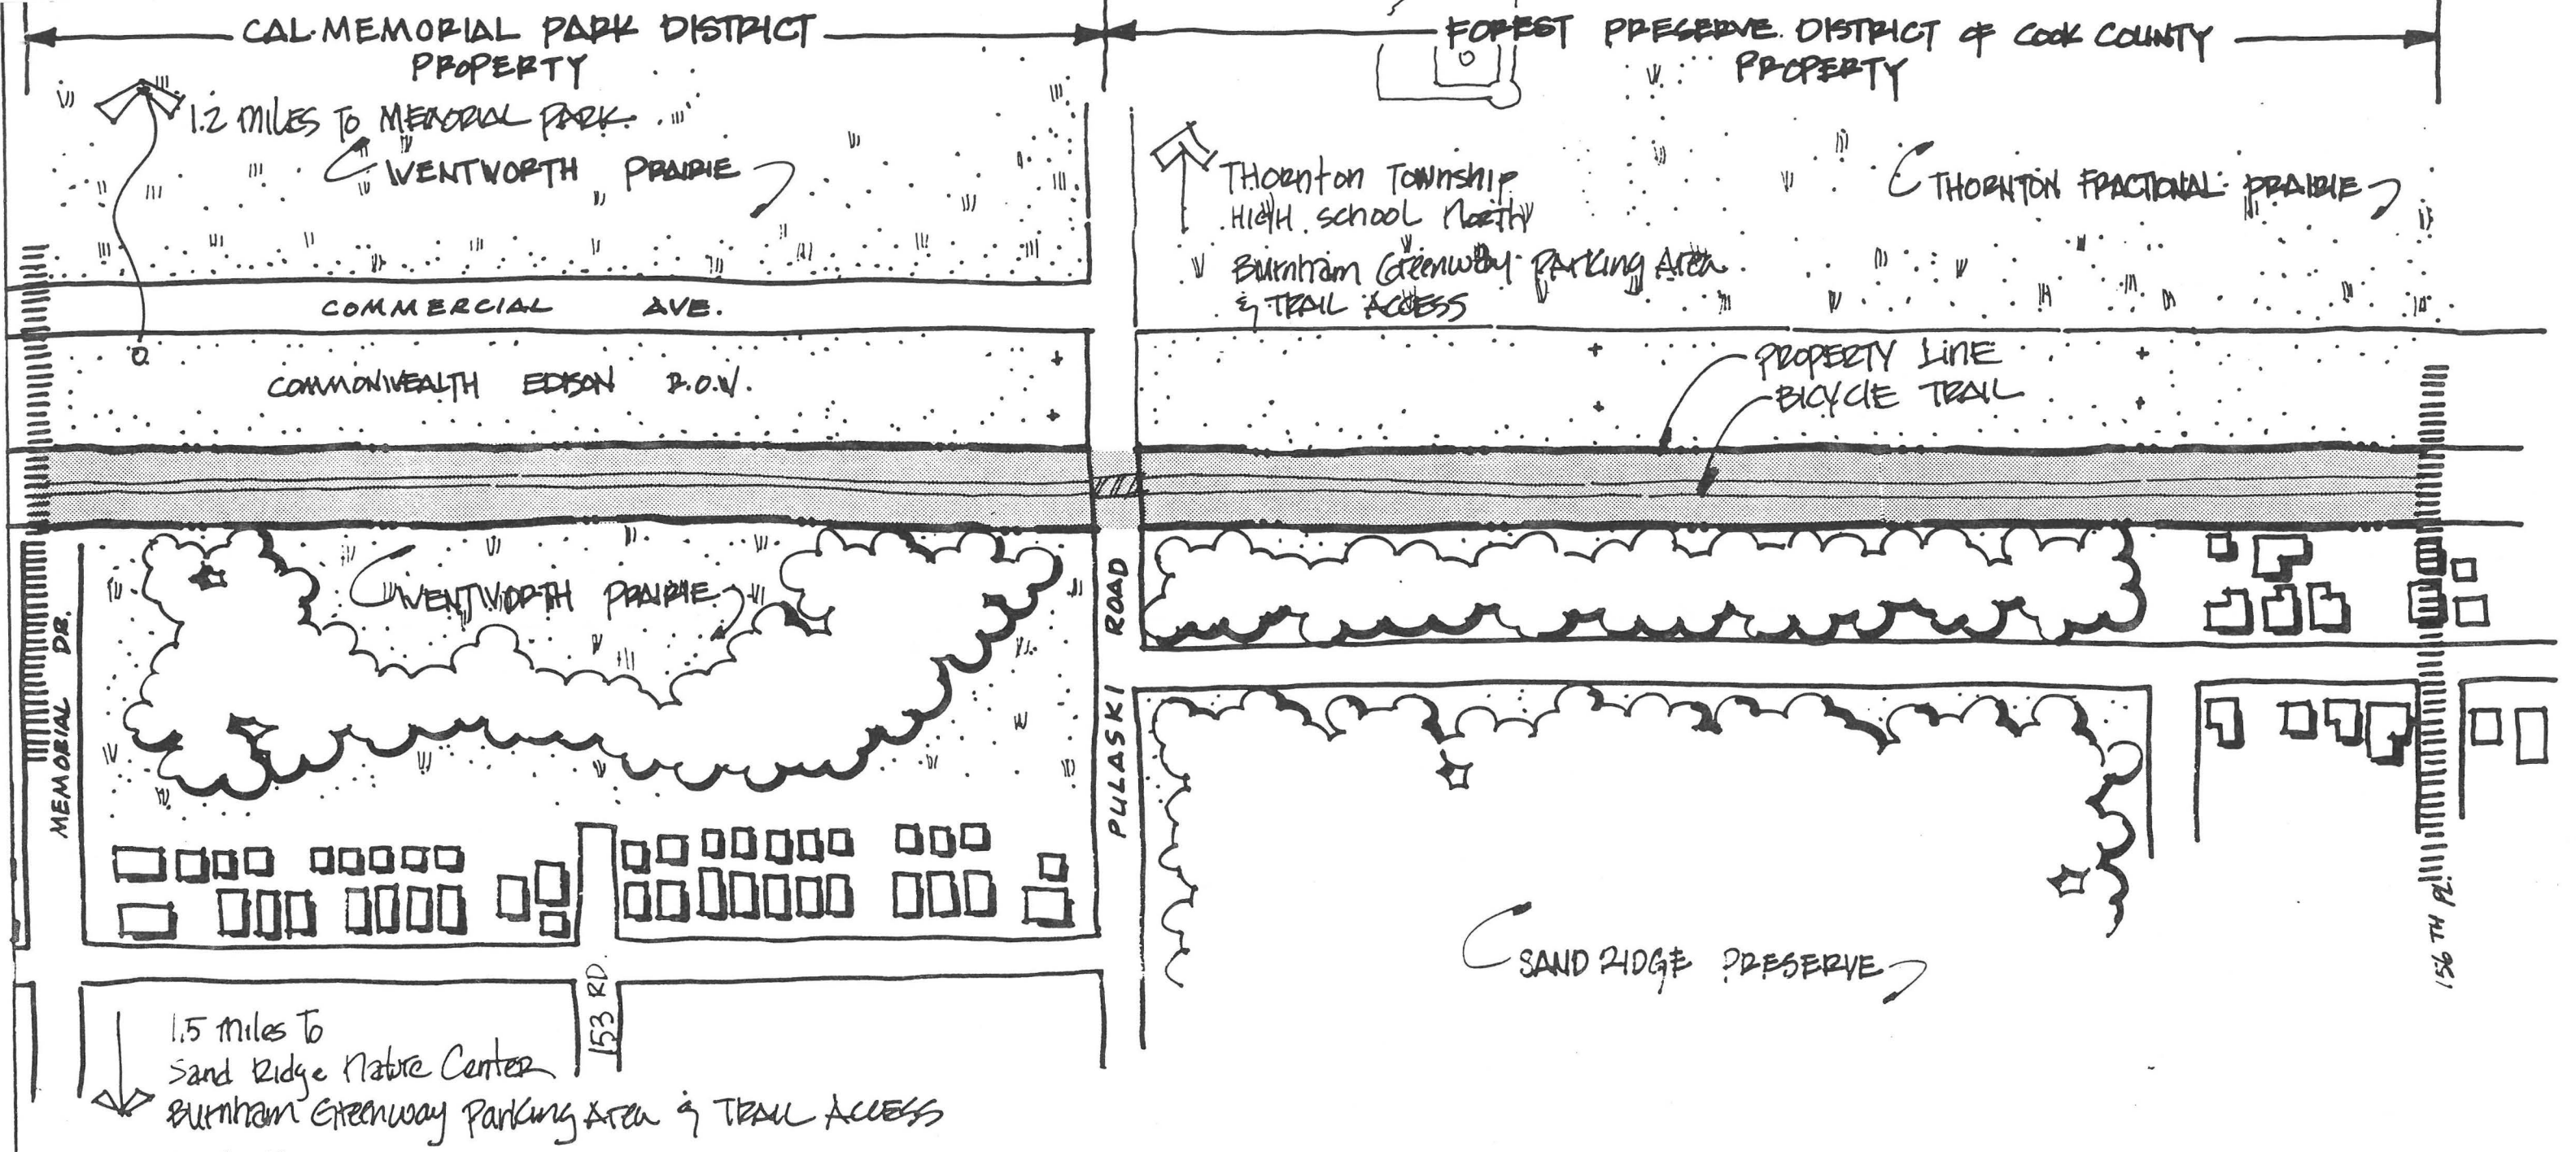 CAL·MEMORIAL PARK DISTRICT
PROPERTY
FOREST PRESERVE DISTRICT of COOK COUNTY
PROPERTY
1.2 MILES TO MEMORIAL PARK
WENTWORTH PRAIRIE
THORNTON TOWNSHIP
HIGH SCHOOL NORTH
BURNHAM GREENWAY PARKING AREA
& TRAIL ACCESS
THORNTON FRACTIONAL PRAIRIE
COMMERCIAL AVE.
COMMONWEALTH EDISON R.O.W.
PROPERTY LINE
BICYCLE TRAIL
WENTWORTH PRAIRIE
MEMORIAL DR.
PULASKI ROAD
153 RD.
156 TH PL.
SAND RIDGE PRESERVE
1.5 Miles To
Sand Ridge Nature Center
Burnham Greenway Parking Area & TRAIL ACCESS